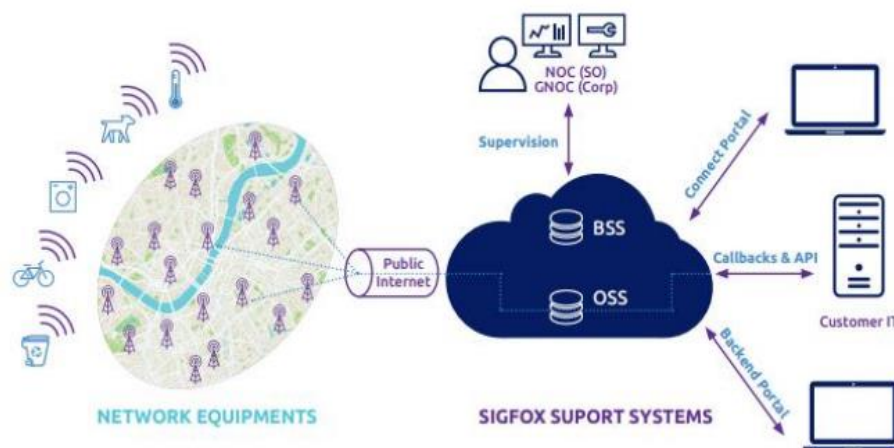 NOC (SO)
GNOC (Corp)
Supervision
Connect Portal
BSS
Public
Internet
Callbacks & API
OSS
Customer IT
Backend Portal
NETWORK EQUIPMENTS
SIGFOX SUPORT SYSTEMS